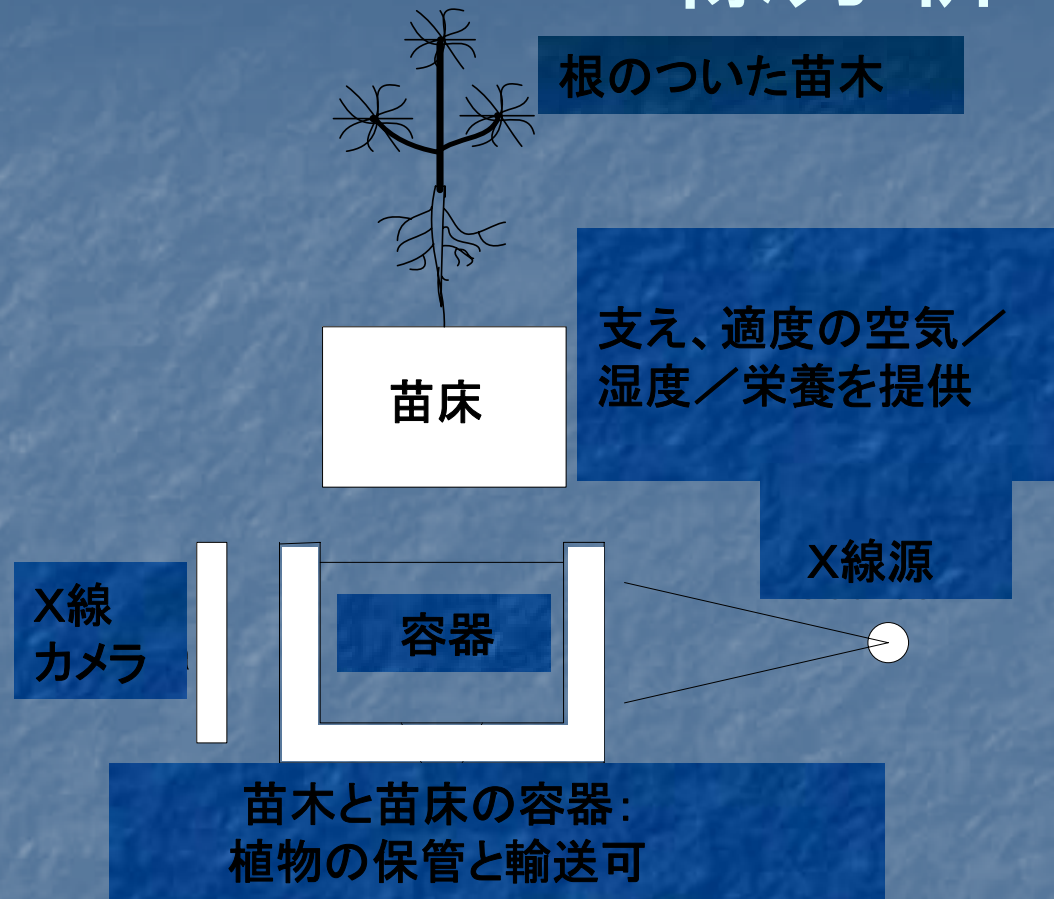 根のついた苗木
支え、適度の空気／
湿度／栄養を提供
苗床
X線源
X線
カメラ
容器
苗木と苗床の容器：
植物の保管と輸送可